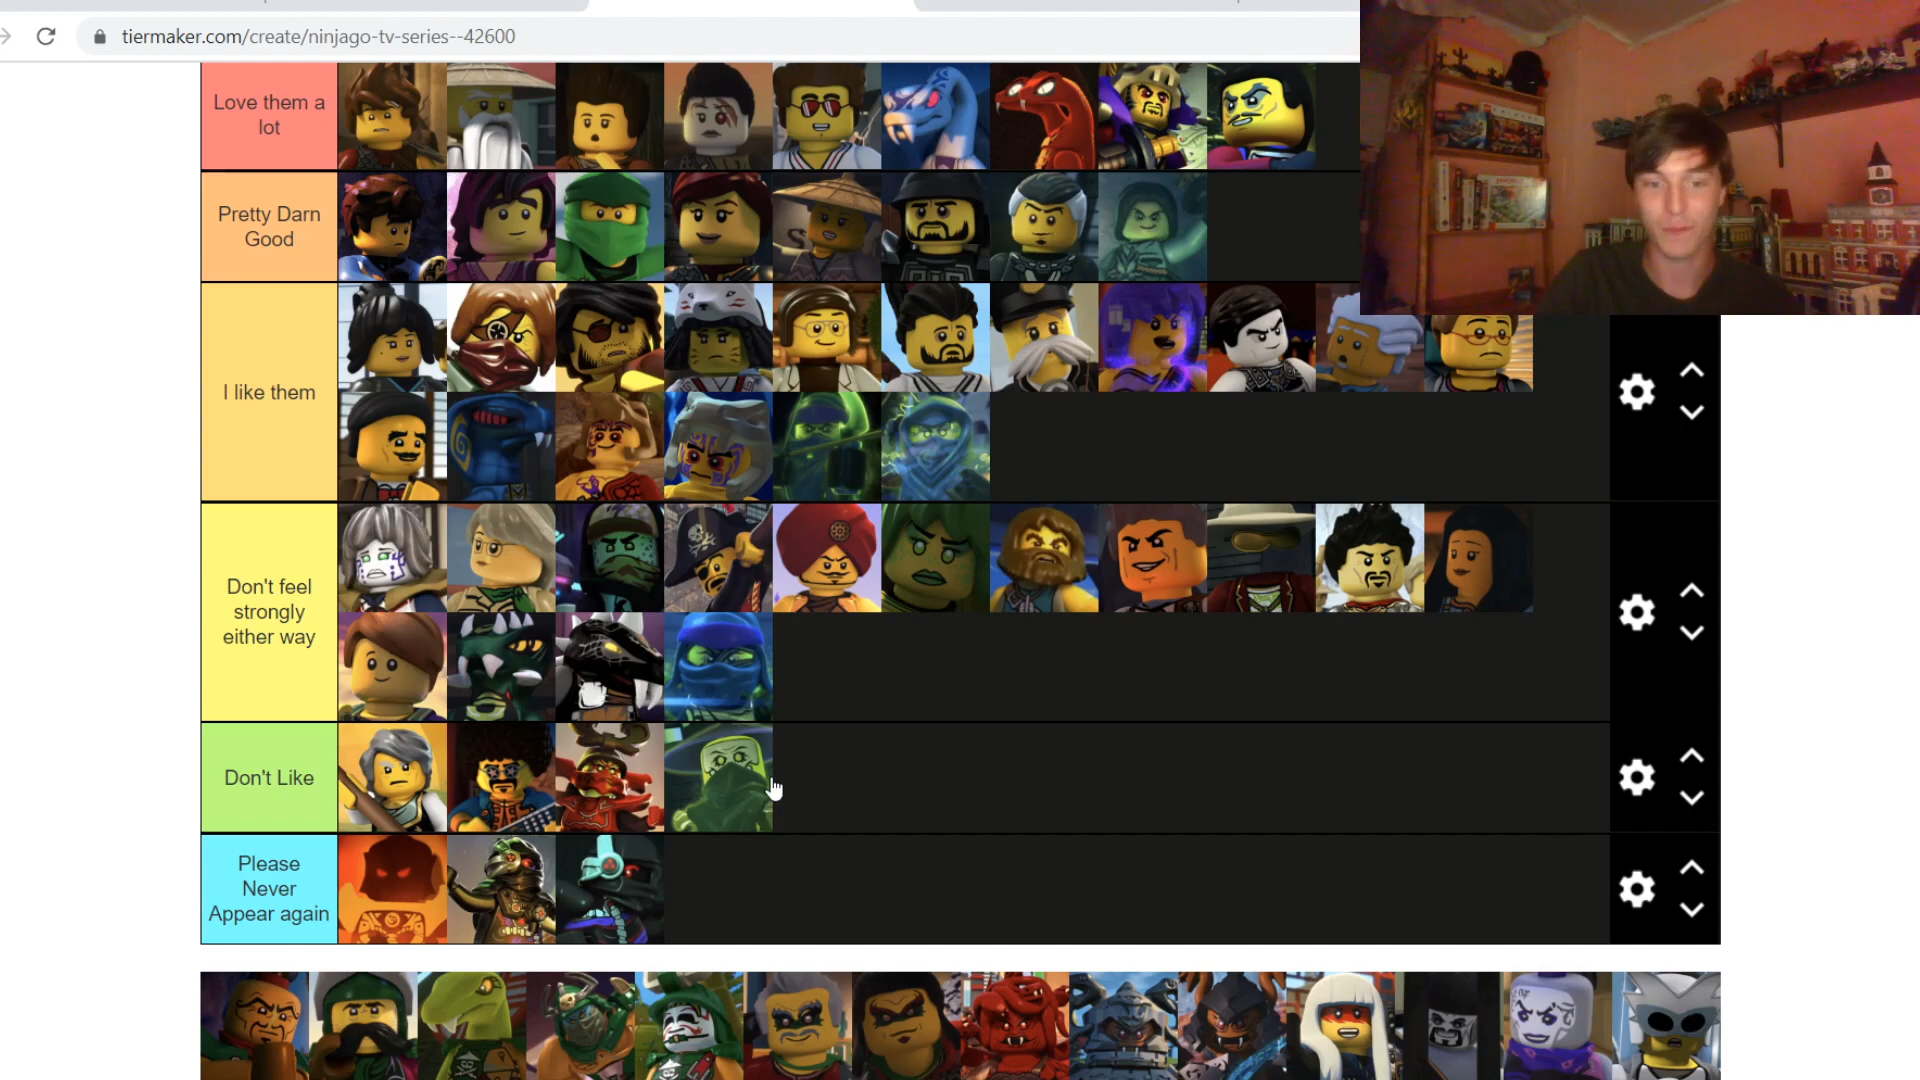 tiermaker.com/create/ninjago-tv-series--42600
Love them a
lot
Pretty Darn
Good
I like them
Don't feel
strongly
either way
Don't Like
Please
Never
Appear again